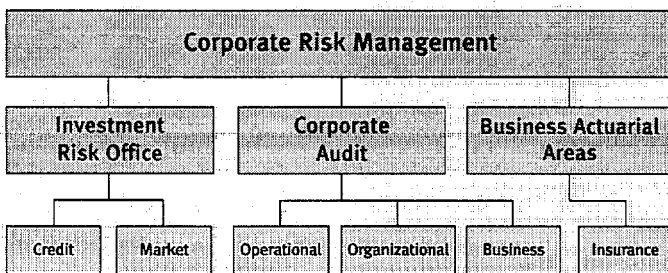 Corporate Risk Management
Investment
Risk Office
Corporate
Audit
Business Actuarial
Areas
Credit
Market
Operational
Organizational
Business
Insurance